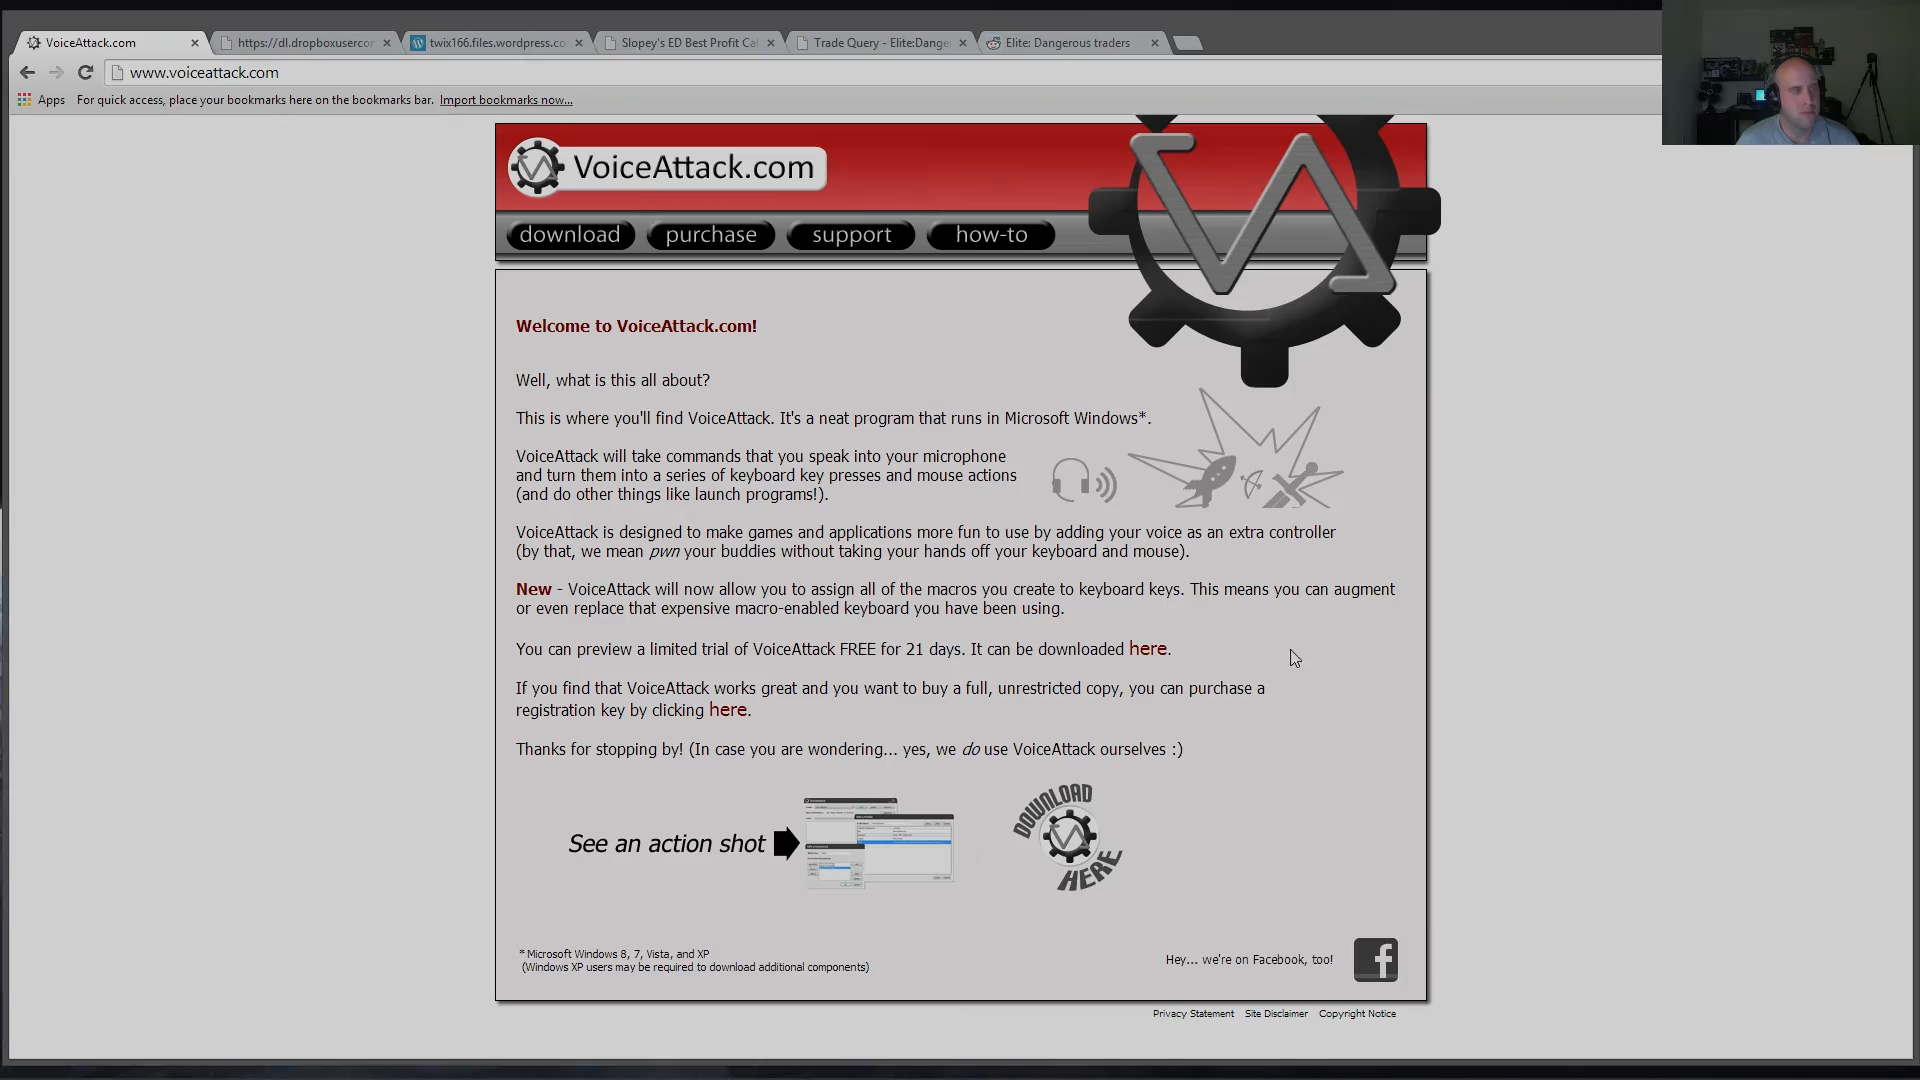 VoiceAttack.com
https://dl.dropboxusercor
twix166.files.wordpress.co
Slopey's ED Best Profit Cal
Trade Query - Elite:Dange
Elite: Dangerous traders
www.voiceattack.com
Apps
For quick access, place your bookmarks here on the bookmarks bar. Import bookmarks now...
VoiceAttack.com
download
purchase
support
how-to
Welcome to VoiceAttack.com!
Well, what is this all about?
This is where you'll find VoiceAttack. It's a neat program that runs in Microsoft Windows*.
VoiceAttack will take commands that you speak into your microphone
and turn them into a series of keyboard key presses and mouse actions
(and do other things like launch programs!).
VoiceAttack is designed to make games and applications more fun to use by adding your voice as an extra controller
(by that, we mean pwn your buddies without taking your hands off your keyboard and mouse).
New - VoiceAttack will now allow you to assign all of the macros you create to keyboard keys. This means you can augment
or even replace that expensive macro-enabled keyboard you have been using.
You can preview a limited trial of VoiceAttack FREE for 21 days. It can be downloaded here.
If you find that VoiceAttack works great and you want to buy a full, unrestricted copy, you can purchase a
registration key by clicking here.
Thanks for stopping by! (In case you are wondering... yes, we do use VoiceAttack ourselves :)
See an action shot
DOWNLOAD
HERE
* Microsoft Windows 8, 7, Vista, and XP
(Windows XP users may be required to download additional components)
Hey... we're on Facebook, too!
Privacy Statement
Site Disclaimer
Copyright Notice